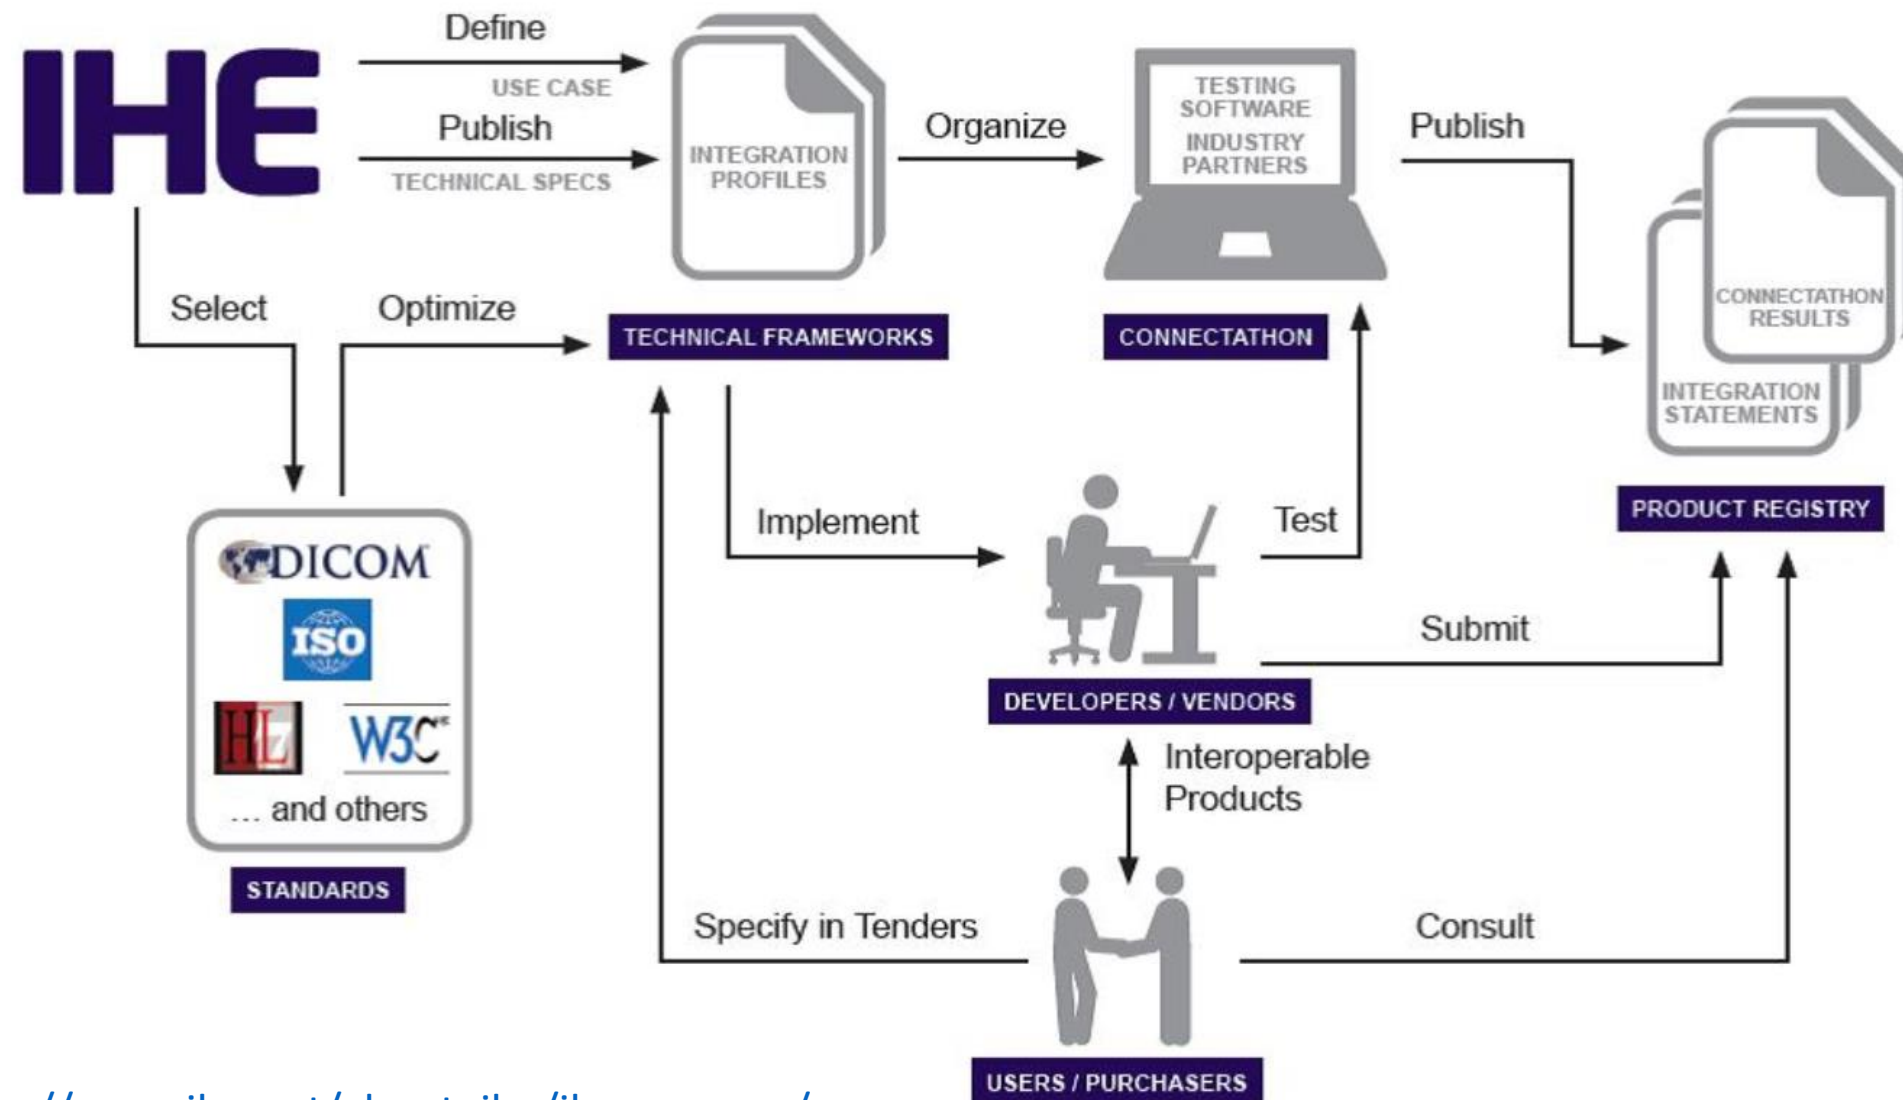 IHE
Define
USE CASE
Publish
TECHNICAL SPECS
INTEGRATION
PROFILES
Organize
TESTING
SOFTWARE
INDUSTRY
PARTNERS
Publish
CONNECTATHON
RESULTS
INTEGRATION
STATEMENTS
Select
Optimize
TECHNICAL FRAMEWORKS
CONNECTATHON
PRODUCT REGISTRY
Implement
Test
DICOM
ISO
HL7
W3C
... and others
STANDARDS
Submit
DEVELOPERS / VENDORS
Interoperable
Products
Specify in Tenders
Consult
USERS / PURCHASERS